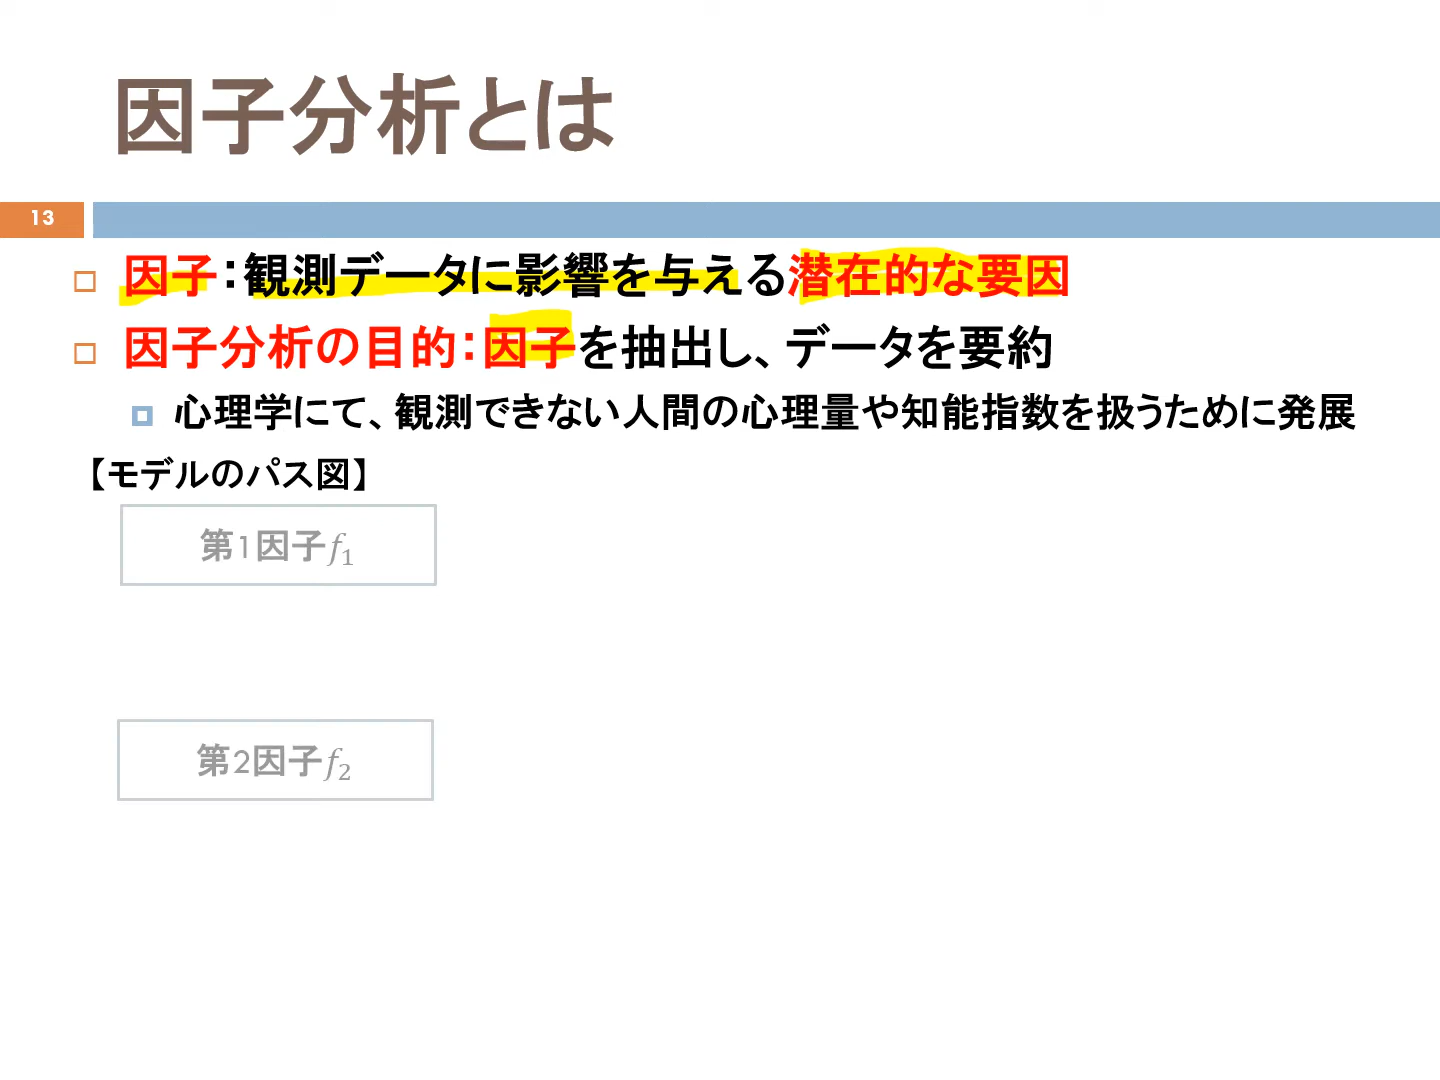 因子分析とは
13
因子：観測データに影響を与える潜在的な要因
因子分析の目的：因子を抽出し、データを要約
心理学にて、観測できない人間の心理量や知能指数を扱うために発展
【モデルのパス図】
第1因子f₁
第2因子f₂